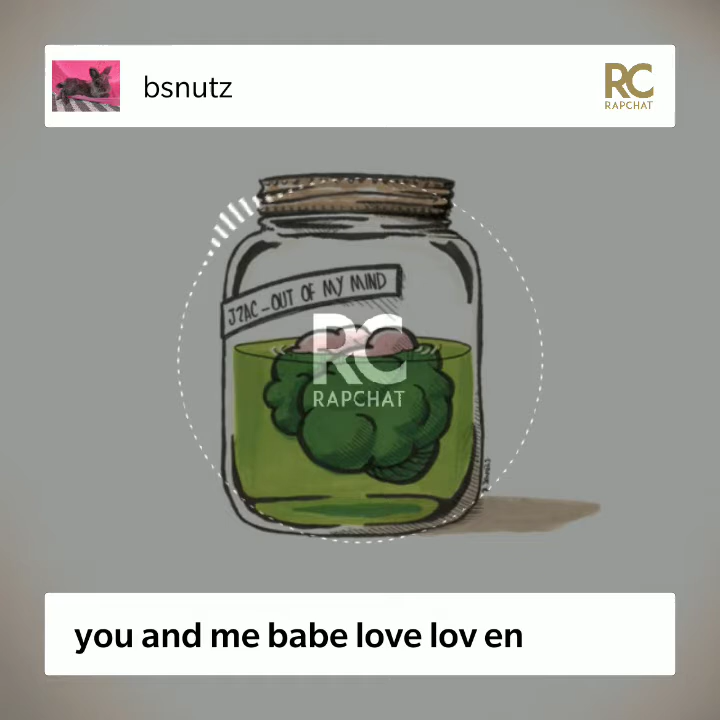 bsnutz
RC
RAPCHAT
J2AC - OUT OF MY MIND
RC
RAPCHAT
you and me babe love lov en